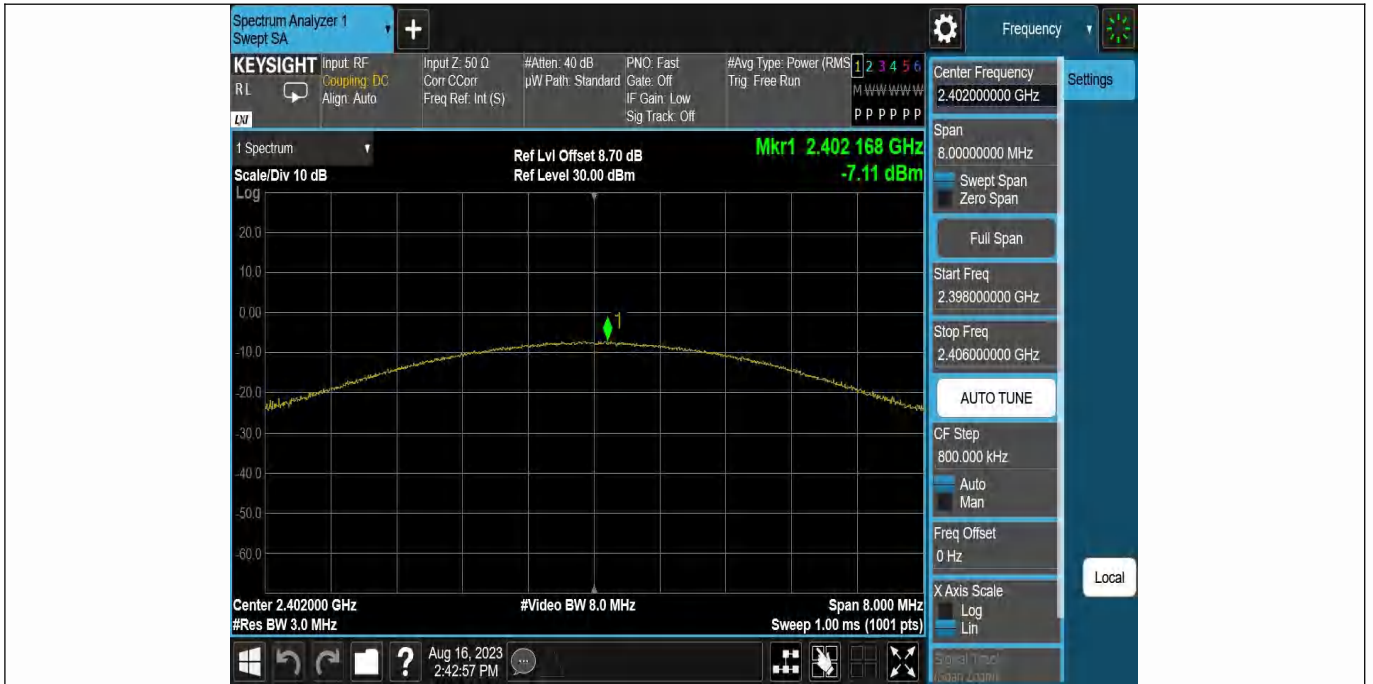 Spectrum Analyzer 1
Swept SA
+
Frequency
KEYSIGHT
RL
LXI
Input: RF
Coupling: DC
Align: Auto
Input Z: 50 Ω
Corr CCorr
Freq Ref: Int (S)
#Atten: 40 dB
µW Path: Standard
PNO: Fast
Gate: Off
IF Gain: Low
Sig Track: Off
#Avg Type: Power (RMS
Trig: Free Run
1 2 3 4 5 6
M W W W W W
P P P P P P
1 Spectrum
Scale/Div 10 dB
Ref Lvl Offset 8.70 dB
Ref Level 30.00 dBm
Mkr1 2.402 168 GHz
-7.11 dBm
Log
20.0
10.0
0.00
-10.0
-20.0
-30.0
-40.0
-50.0
-60.0
1
Center 2.402000 GHz
#Res BW 3.0 MHz
#Video BW 8.0 MHz
Span 8.000 MHz
Sweep 1.00 ms (1001 pts)
?
Aug 16, 2023
2:42:57 PM
Center Frequency
2.402000000 GHz
Settings
Span
8.00000000 MHz
Swept Span
Zero Span
Full Span
Start Freq
2.398000000 GHz
Stop Freq
2.406000000 GHz
AUTO TUNE
CF Step
800.000 kHz
Auto
Man
Freq Offset
0 Hz
X Axis Scale
Log
Lin
Local
Signal Track
(Span Zoom)